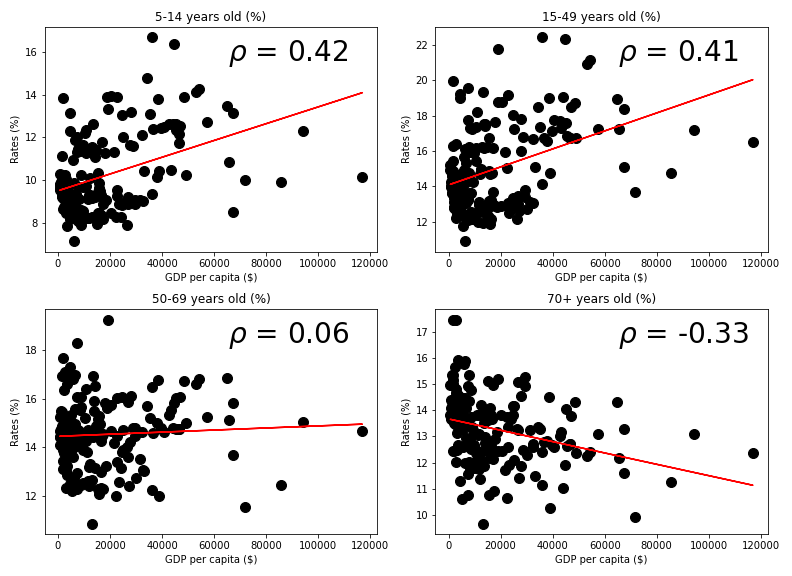 5-14 years old (%)
ρ = 0.42
Rates (%)
16
14
12
10
8
0 20000 40000 60000 80000 100000 120000
GDP per capita ($)
15-49 years old (%)
ρ = 0.41
Rates (%)
22
20
18
16
14
12
0 20000 40000 60000 80000 100000 120000
GDP per capita ($)
50-69 years old (%)
ρ = 0.06
Rates (%)
18
16
14
12
0 20000 40000 60000 80000 100000 120000
GDP per capita ($)
70+ years old (%)
ρ = -0.33
Rates (%)
17
16
15
14
13
12
11
10
0 20000 40000 60000 80000 100000 120000
GDP per capita ($)